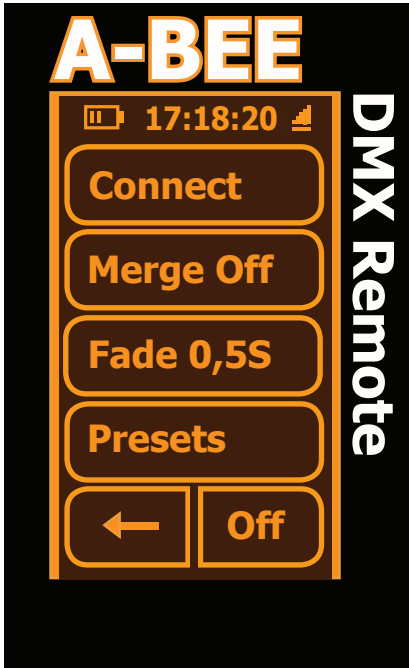 A-BEE
DMX Remote
17:18:20
Connect
Merge Off
Fade 0,5S
Presets
Off